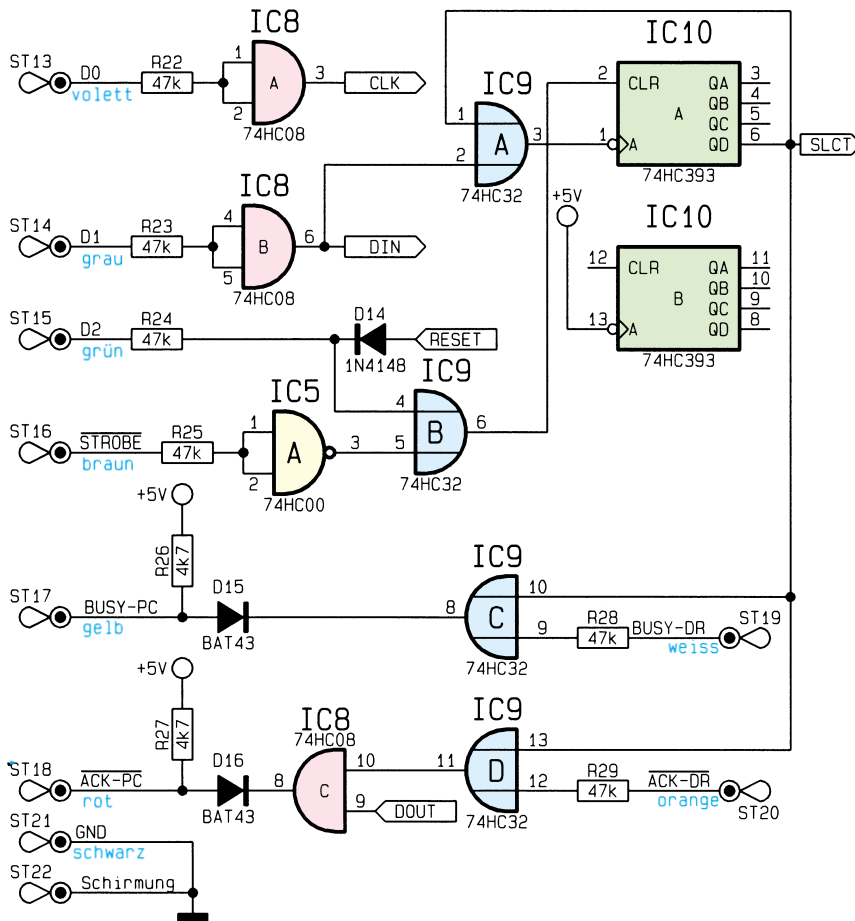 IC8
ST13 D0 R22 47k 1 2 A 3 CLK
volett
74HC08
IC9
1 2 A 3
74HC32
IC10
2 CLR QA 3
QB 4
A QC 5
1 A QD 6 SLCT
74HC393
IC8
ST14 D1 R23 47k 4 5 B 6 DIN
grau
74HC08
+5V
IC10
12 CLR QA 11
QB 10
B QC 9
13 A QD 8
74HC393
ST15 D2 R24 47k D14 RESET
grün
1N4148
IC9
4 5 B 6
74HC32
IC5
ST16 STROBE R25 47k 1 2 A 3
braun
74HC00
+5V
R26 4k7
ST17 BUSY-PC D15
gelb
BAT43
IC9
8 C 10
9 R28 47k BUSY-DR ST19
weiss
74HC32
+5V
R27 4k7
IC8
74HC08
ST18 ACK-PC D16 8 C 10
rot
BAT43
9 DOUT
IC9
11 D 13
12 R29 47k ACK-DR ST20
orange
74HC32
ST21 GND
schwarz
ST22 Schirmung